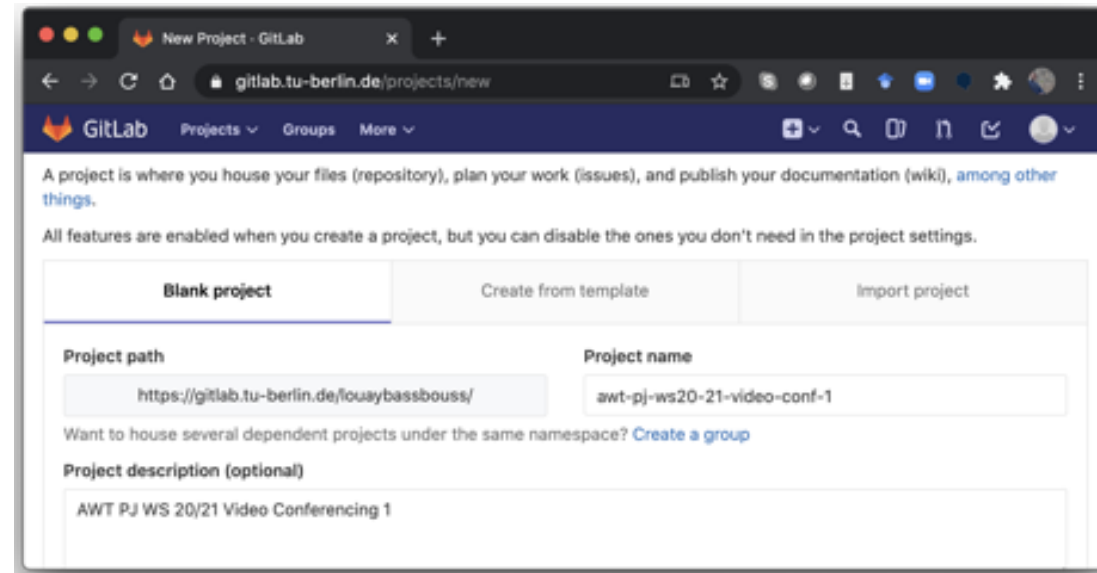 New Project · GitLab
gitlab.tu-berlin.de/projects/new
GitLab Projects Groups More
A project is where you house your files (repository), plan your work (issues), and publish your documentation (wiki), among other
things.
All features are enabled when you create a project, but you can disable the ones you don't need in the project settings.
Blank project Create from template Import project
Project path Project name
https://gitlab.tu-berlin.de/louaybassbouss/ awt-pj-ws20-21-video-conf-1
Want to house several dependent projects under the same namespace? Create a group
Project description (optional)
AWT PJ WS 20/21 Video Conferencing 1